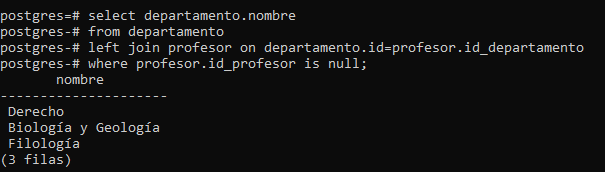 postgres=# select departamento.nombre
postgres-# from departamento
postgres-# left join profesor on departamento.id=profesor.id_departamento
postgres-# where profesor.id_profesor is null;
nombre
---------------------
Derecho
Biología y Geología
Filología
(3 filas)